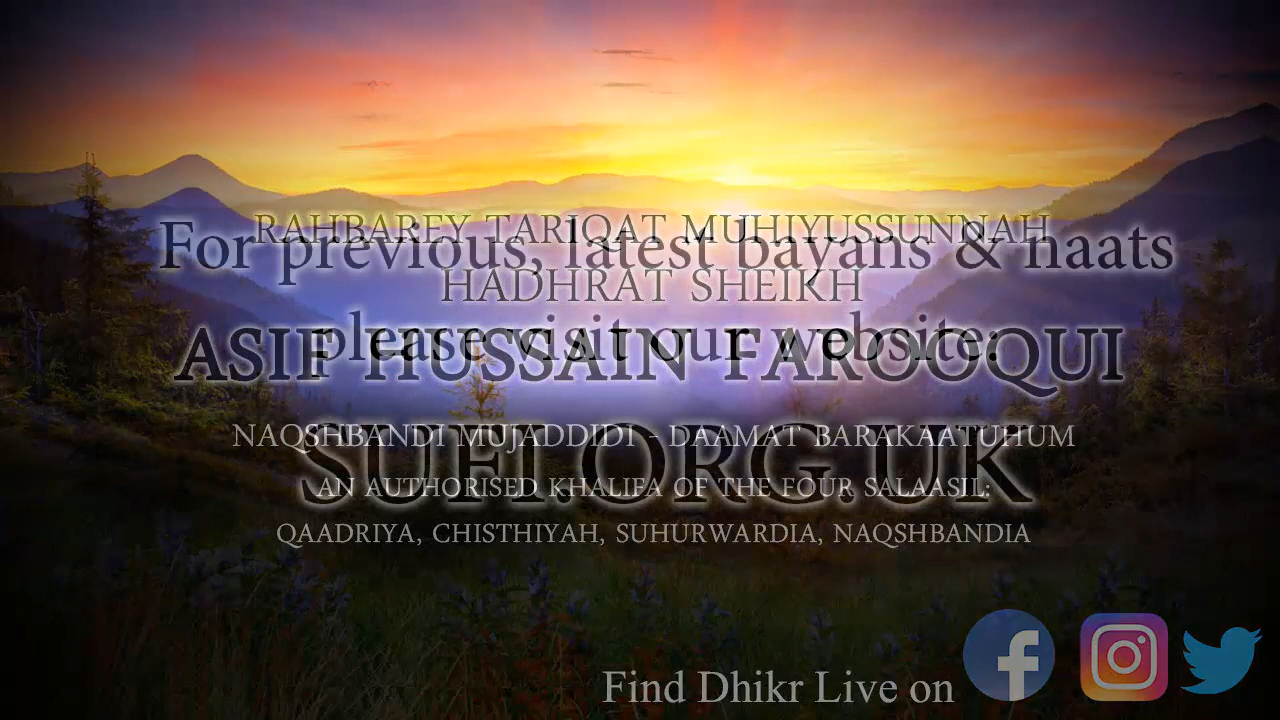 RAHBAREY TARIQAT MUHIYUSSUNNAH
For previous, latest bayans & naats
HADHRAT SHEIKH
please visit our website:
ASIF HUSSAIN FAROOQUI
NAQSHBANDI MUJADDIDI - DAAMAT BARAKAATUHUM
SUFI.ORG.UK
AN AUTHORISED KHALIFA OF THE FOUR SALAASIL:
QAADRIYA, CHISTHIYAH, SUHURWARDIA, NAQSHBANDIA
Find Dhikr Live on